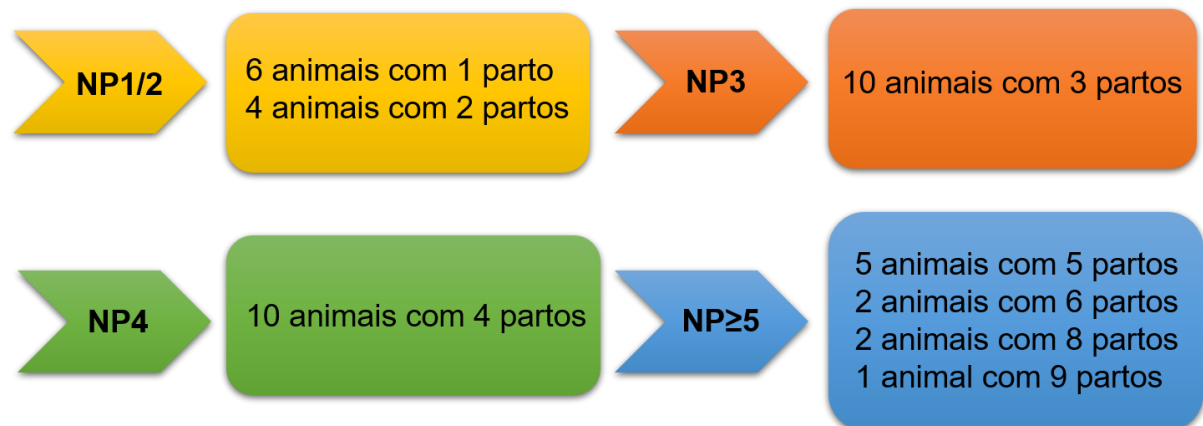 NP1/2
6 animais com 1 parto
4 animais com 2 partos
NP3
10 animais com 3 partos
NP4
10 animais com 4 partos
NP≥5
5 animais com 5 partos
2 animais com 6 partos
2 animais com 8 partos
1 animal com 9 partos